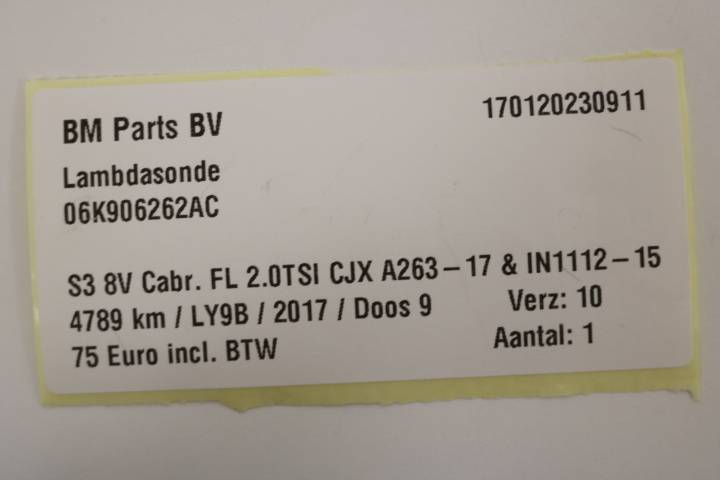 BM Parts BV
170120230911
Lambdasonde
06K906262AC
S3 8V Cabr. FL 2.0TSI CJX A263-17 & IN1112-15
4789 km / LY9B / 2017 / Doos 9 Verz: 10
75 Euro incl. BTW Aantal: 1